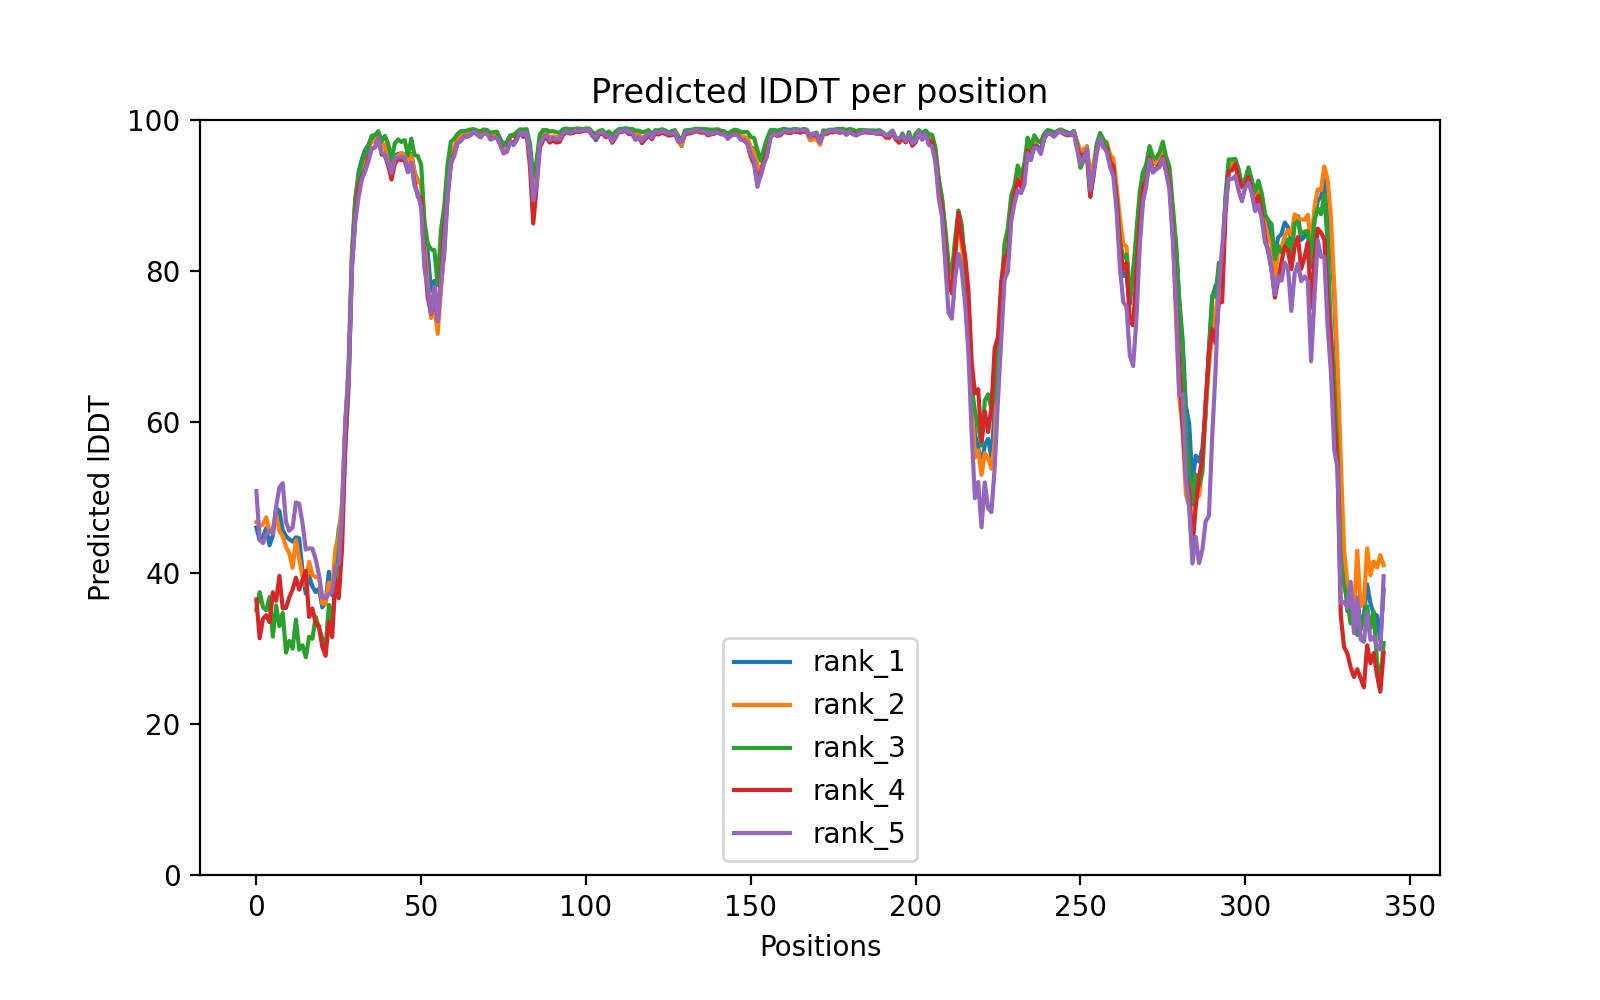 Predicted lDDT per position
100
80
60
40
20
0
Predicted lDDT
rank_1
rank_2
rank_3
rank_4
rank_5
0 50 100 150 200 250 300 350
Positions